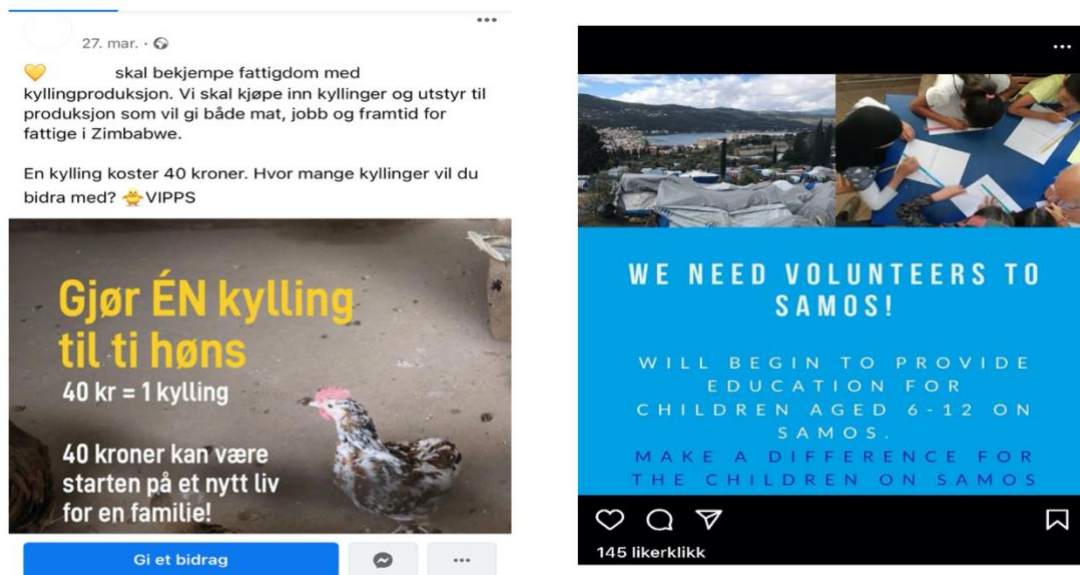 27. mar.
skal bekjempe fattigdom med
kyllingproduksjon. Vi skal kjøpe inn kyllinger og utstyr til
produksjon som vil gi både mat, jobb og framtid for
fattige i Zimbabwe.
En kylling koster 40 kroner. Hvor mange kyllinger vil du
bidra med? 🐥VIPPS
Gjør ÉN kylling
til ti høns
40 kr = 1 kylling
40 kroner kan være
starten på et nytt liv
for en familie!
Gi et bidrag
WE NEED VOLUNTEERS TO
SAMOS!
WILL BEGIN TO PROVIDE
EDUCATION FOR
CHILDREN AGED 6-12 ON
SAMOS.
MAKE A DIFFERENCE FOR
THE CHILDREN ON SAMOS
145 likerklikk